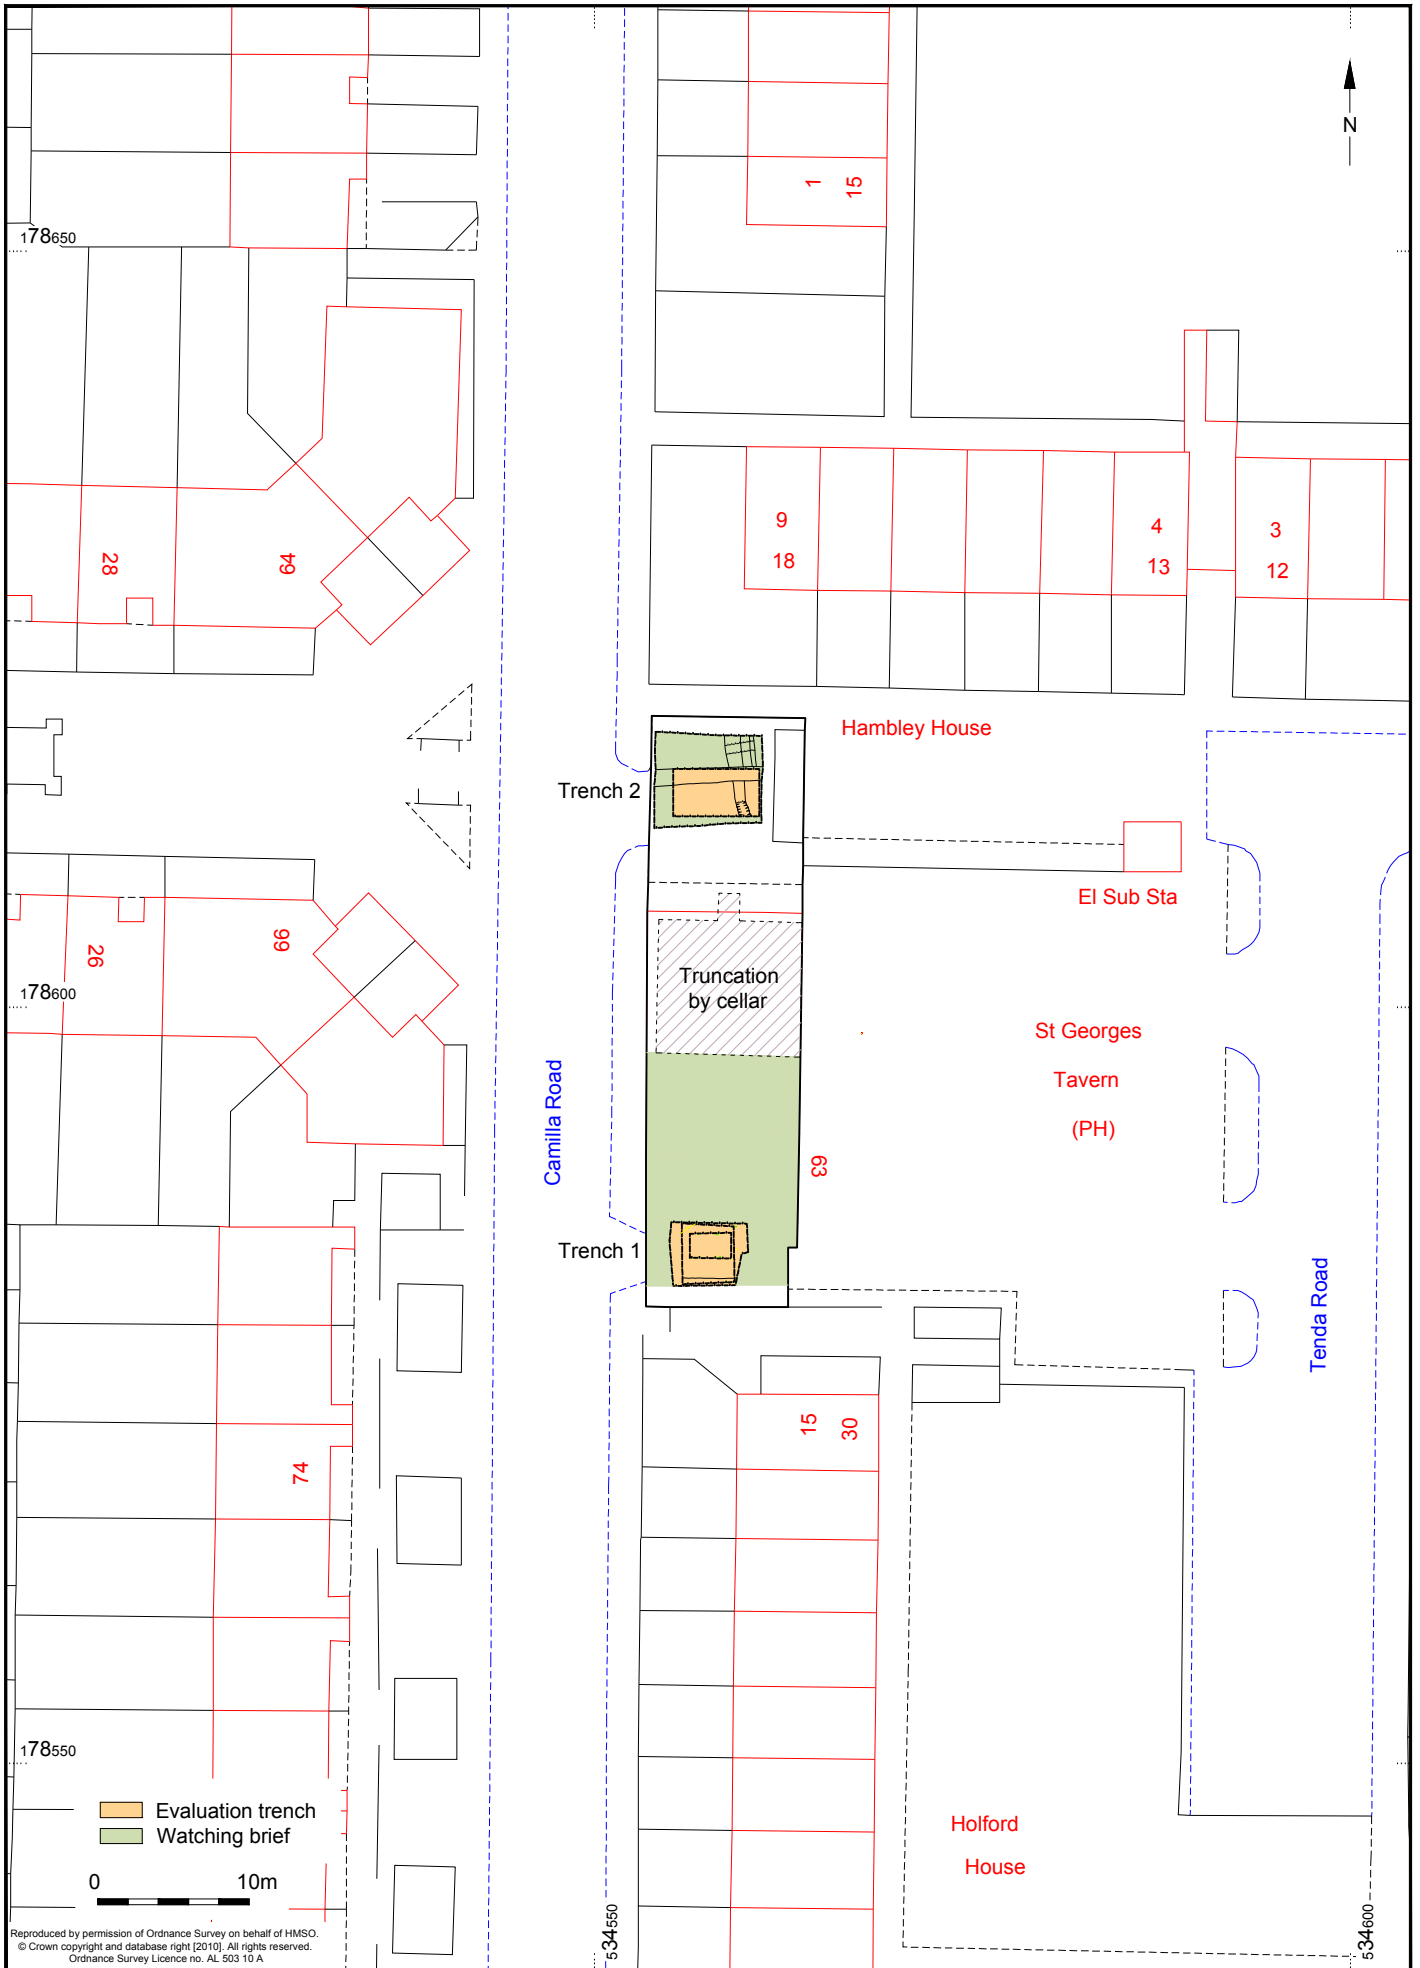 N
1
15
178650
9
18
4
13
3
12
28
64
Hambley House
Trench 2
El Sub Sta
66
26
Truncation
by cellar
178600
St Georges
Tavern
(PH)
Camilla Road
63
Trench 1
Tenda Road
15
30
74
178550
Evaluation trench
Watching brief
Holford
House
0 10m
534550
534600
Reproduced by permission of Ordnance Survey on behalf of HMSO.
© Crown copyright and database right [2010]. All rights reserved.
Ordnance Survey Licence no. AL 503 10 A